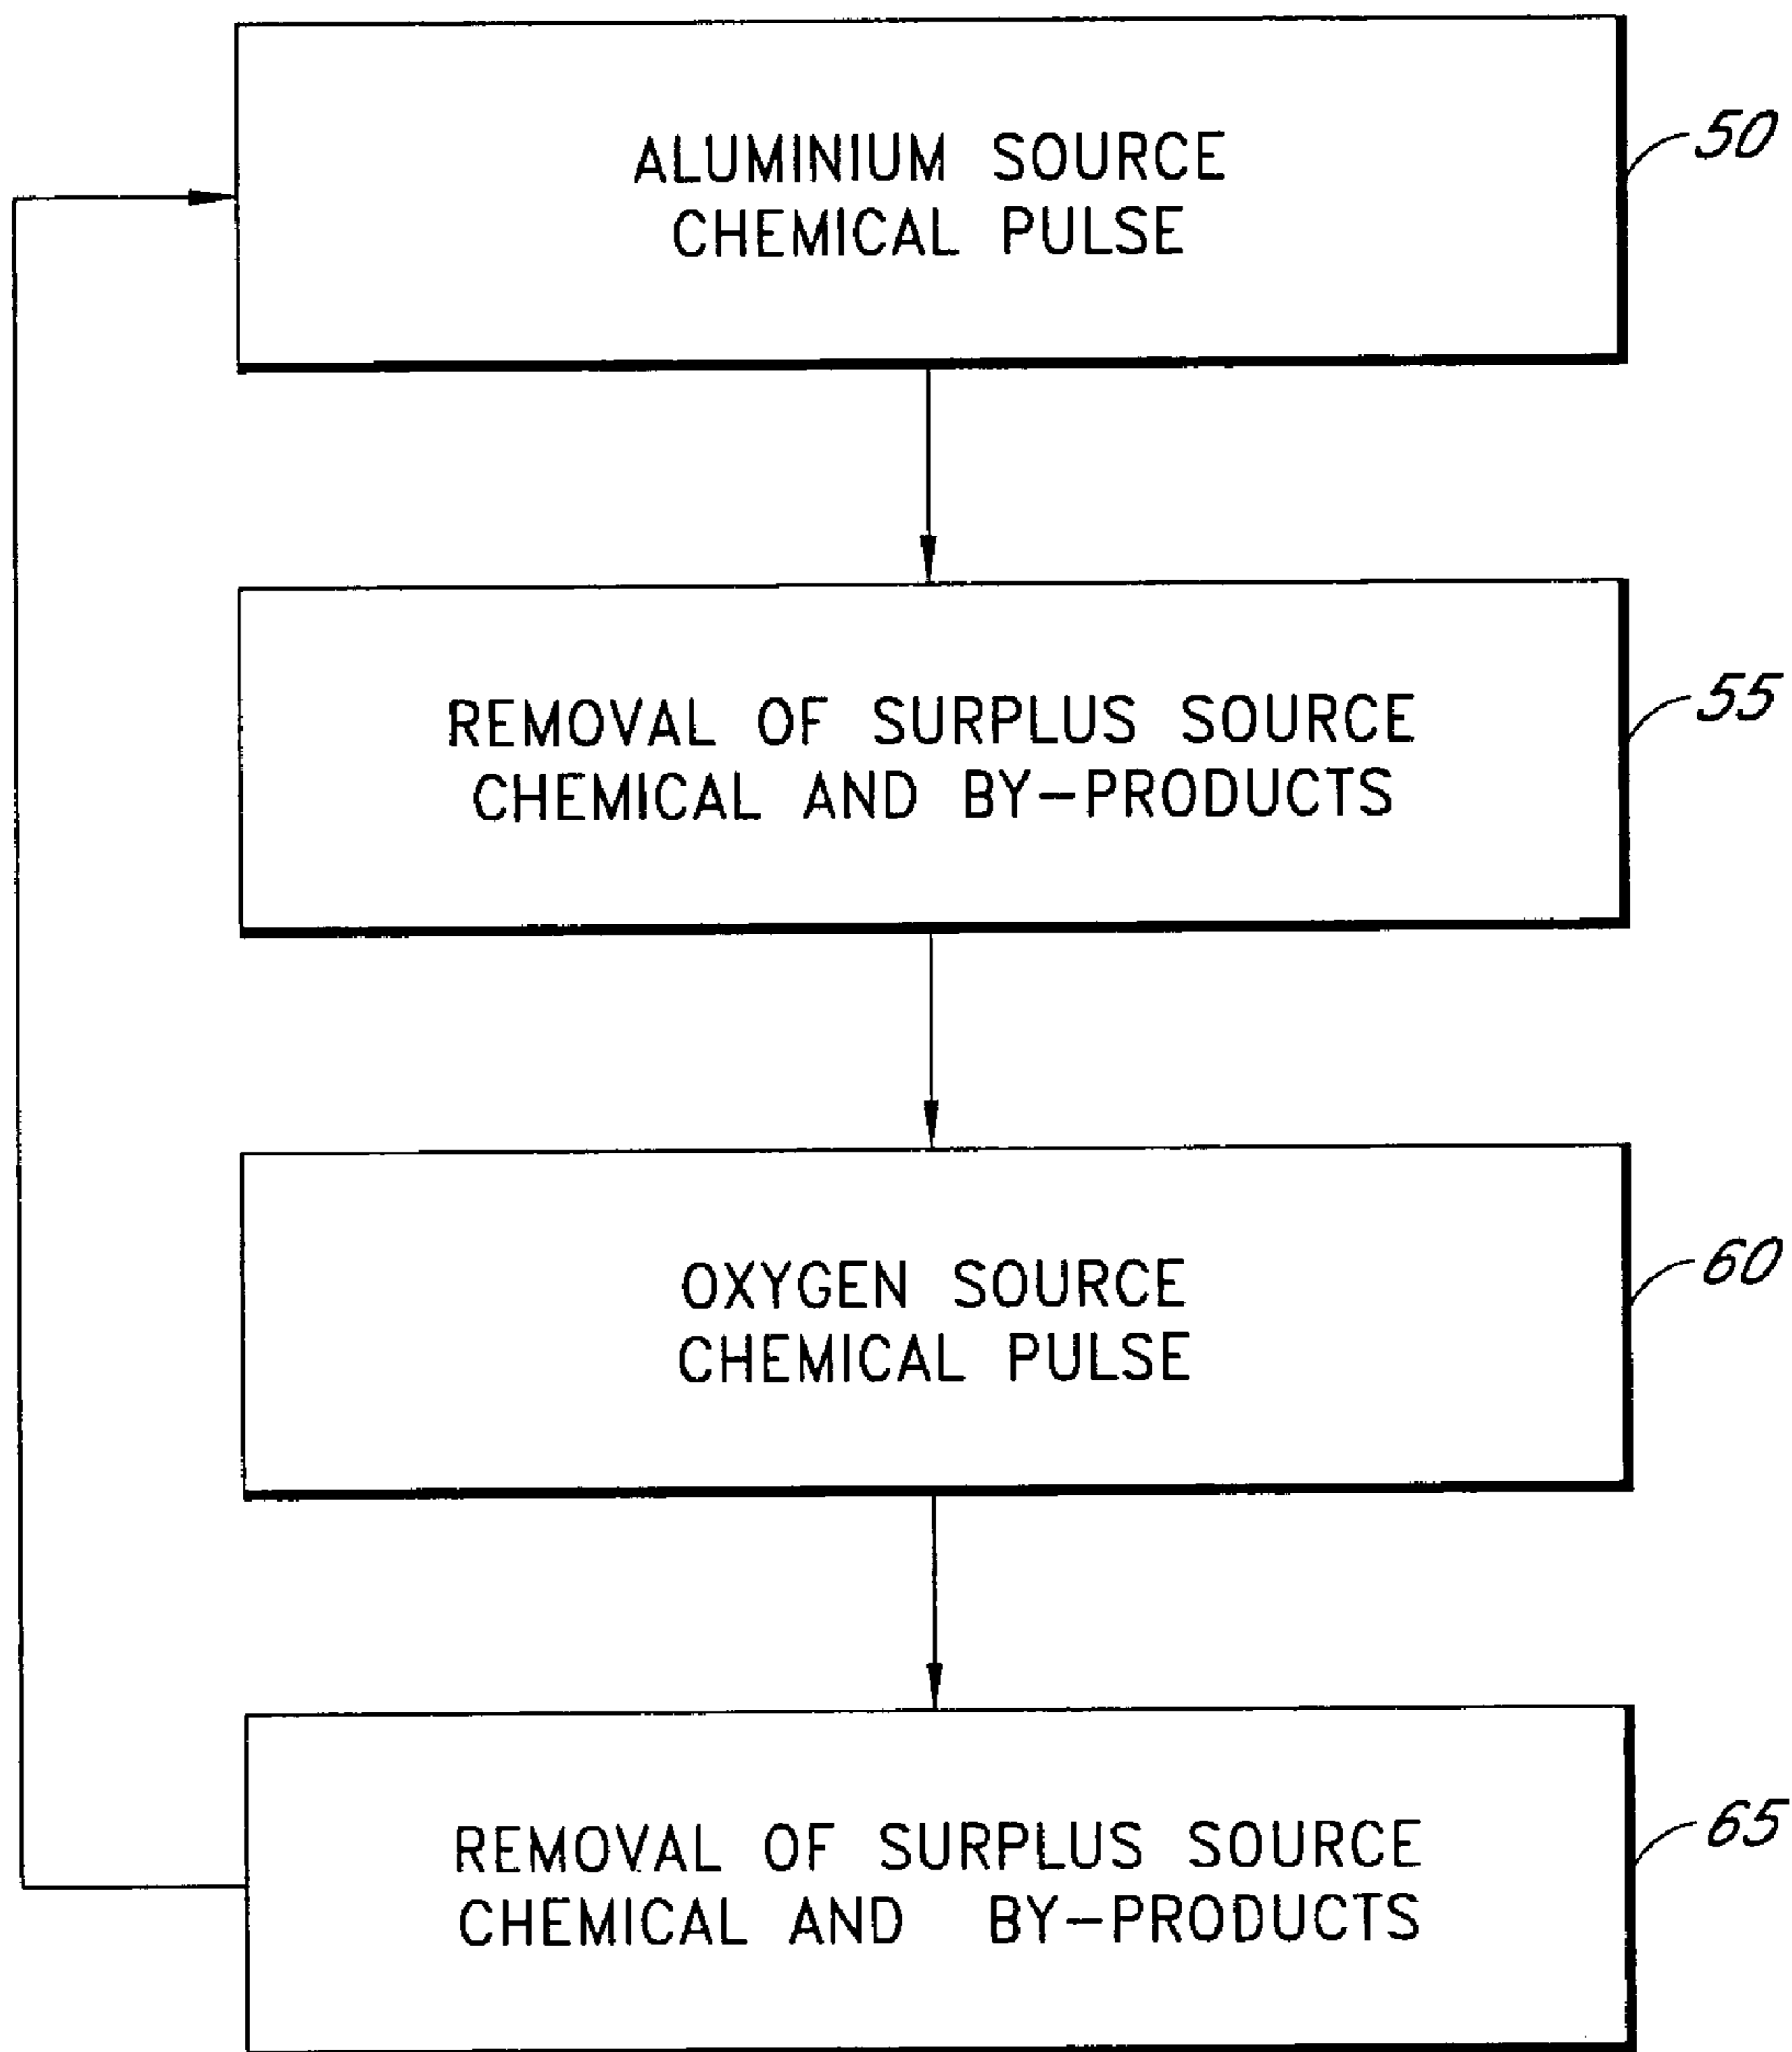 ALUMINIUM SOURCE
CHEMICAL PULSE
50
REMOVAL OF SURPLUS SOURCE
CHEMICAL AND BY-PRODUCTS
55
OXYGEN SOURCE
CHEMICAL PULSE
60
REMOVAL OF SURPLUS SOURCE
CHEMICAL AND BY-PRODUCTS
65